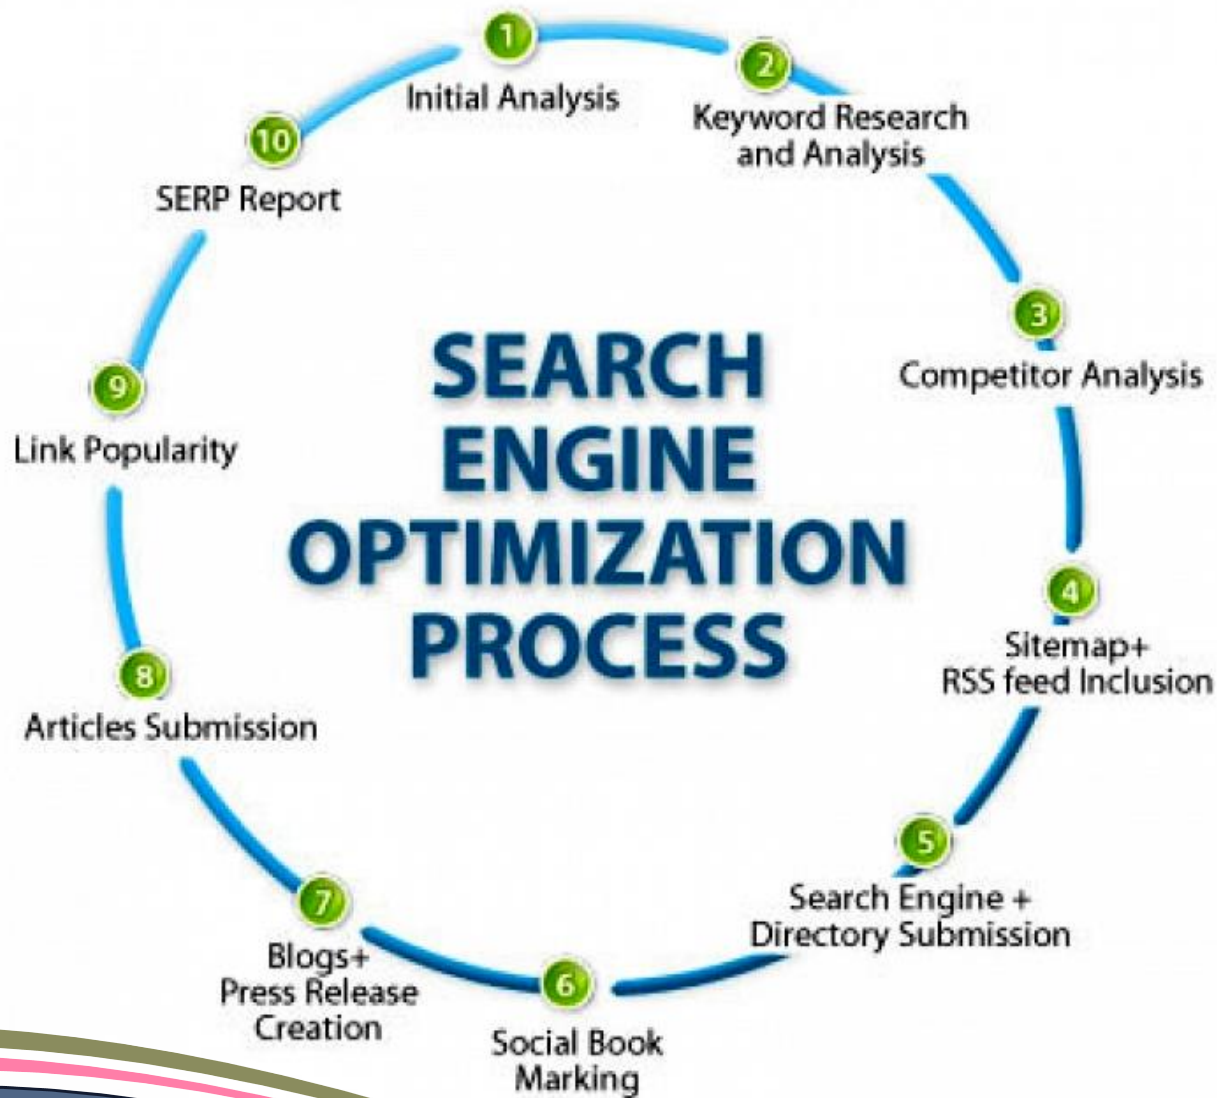 1
Initial Analysis
2
Keyword Research
and Analysis
3
Competitor Analysis
4
Sitemap+
RSS feed Inclusion
5
Search Engine +
Directory Submission
6
Social Book
Marking
7
Blogs+
Press Release
Creation
8
Articles Submission
9
Link Popularity
10
SERP Report
SEARCH
ENGINE
OPTIMIZATION
PROCESS